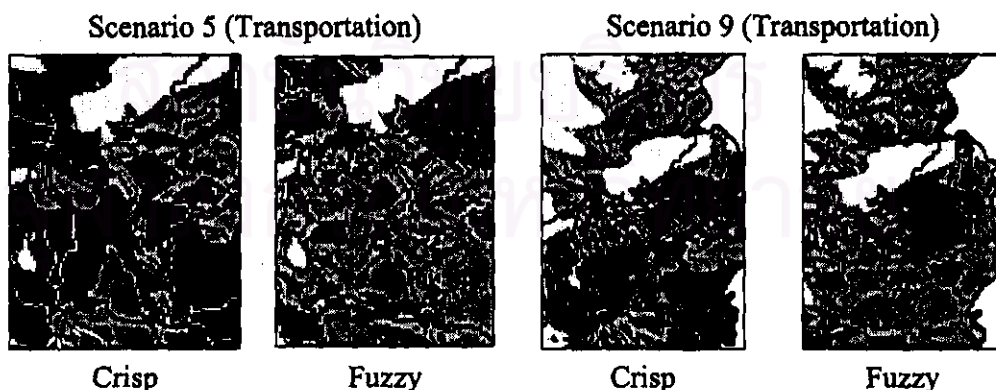 Scenario 5 (Transportation) Scenario 9 (Transportation)
Crisp Fuzzy Crisp Fuzzy